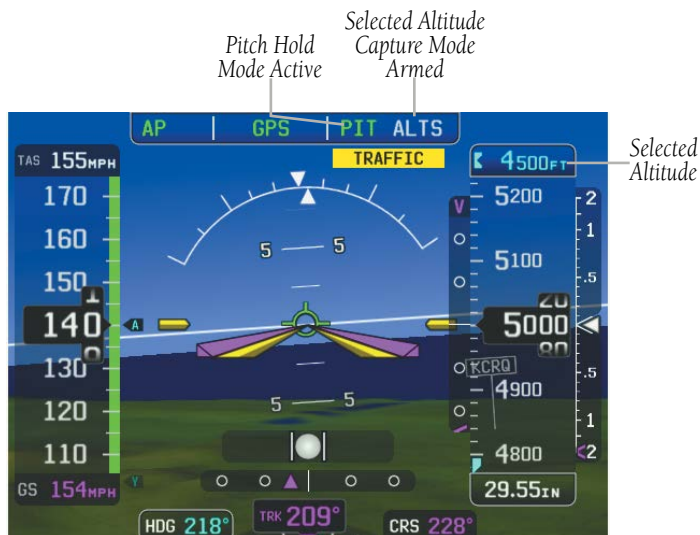 Selected Altitude
Pitch Hold Capture Mode
Mode Active Armed
AP GPS PIT ALTS
TRAFFIC
TAS 155MPH
4500FT
Selected
Altitude
170
160
150
140
130
120
110
GS 154MPH
5 5
5 5
A
Y
V
5200
5100
5000
20
80
4900
4800
KCRQ
2
1
.5
.5
1
2
29.55IN
HDG 218°
TRK 209°
CRS 228°